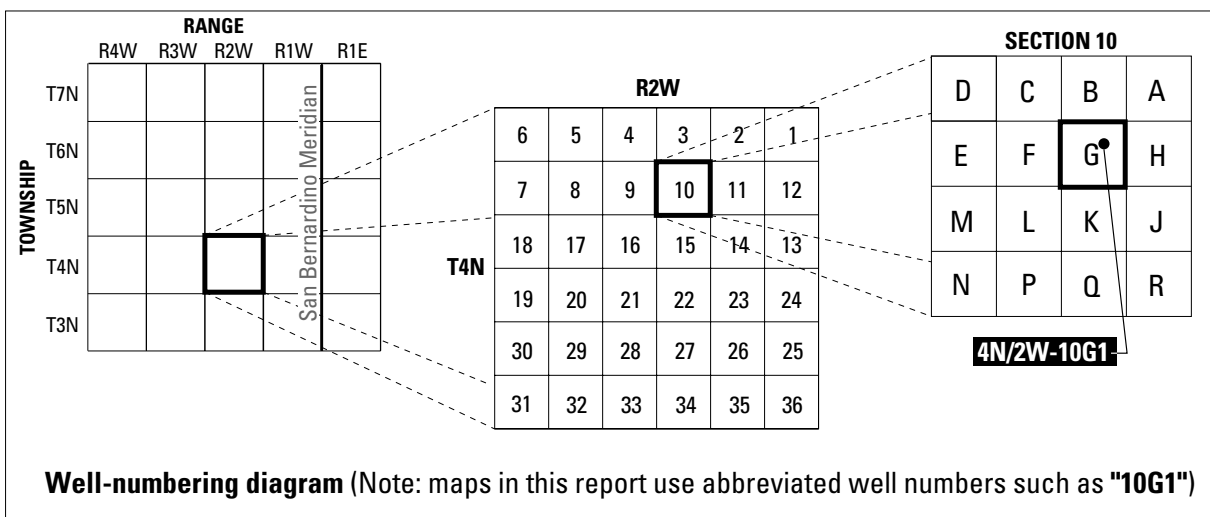 RANGE
R4W R3W R2W R1W R1E
TOWNSHIP
T7N
T6N
T5N
T4N
T3N
San Bernardino Meridian
R2W
T4N
6 5 4 3 2 1
7 8 9 10 11 12
18 17 16 15 14 13
19 20 21 22 23 24
30 29 28 27 26 25
31 32 33 34 35 36
SECTION 10
D C B A
E F G H
M L K J
N P Q R
4N/2W-10G1
Well-numbering diagram (Note: maps in this report use abbreviated well numbers such as "10G1")